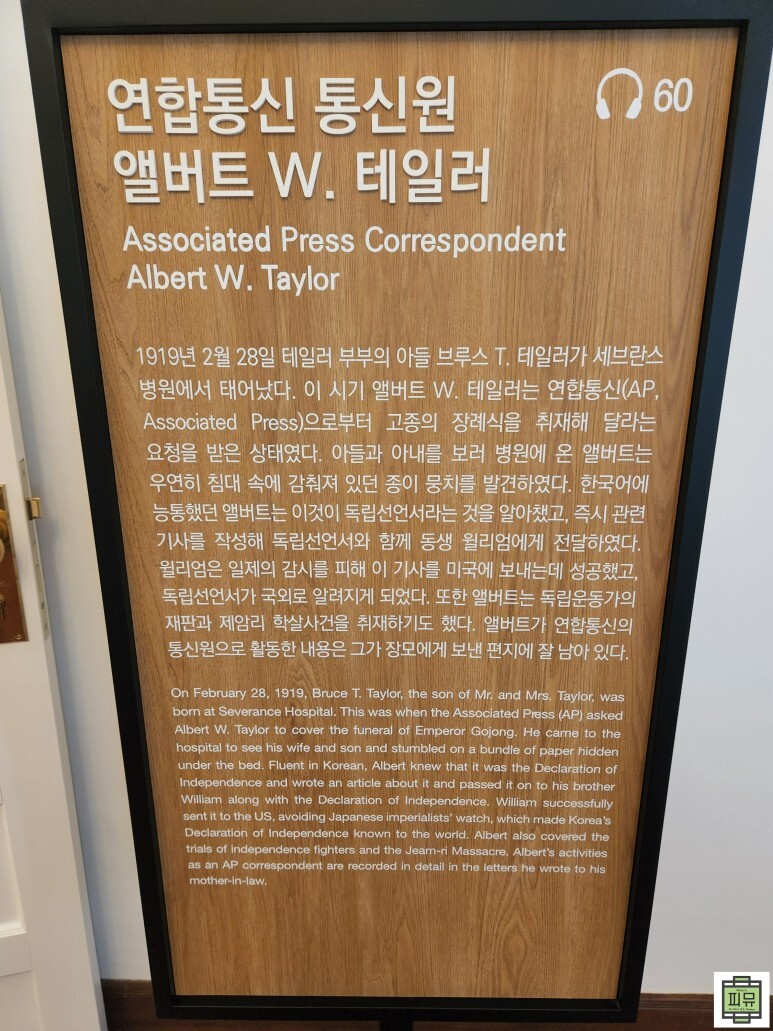 연합통신 통신원
앨버트 W. 테일러
60
Associated Press Correspondent
Albert W. Taylor
1919년 2월 28일 테일러 부부의 아들 브루스 T. 테일러가 세브란스
병원에서 태어났다. 이 시기 앨버트 W. 테일러는 연합통신(AP,
Associated Press)으로부터 고종의 장례식을 취재해 달라는
요청을 받은 상태였다. 아들과 아내를 보러 병원에 온 앨버트는
우연히 침대 속에 감춰져 있던 종이 뭉치를 발견하였다. 한국어에
능통했던 앨버트는 이것이 독립선언서라는 것을 알아챘고, 즉시 관련
기사를 작성해 독립선언서와 함께 동생 윌리엄에게 전달하였다.
윌리엄은 일제의 감시를 피해 이 기사를 미국에 보내는데 성공했고,
독립선언서가 국외로 알려지게 되었다. 또한 앨버트는 독립운동가의
재판과 제암리 학살사건을 취재하기도 했다. 앨버트가 연합통신의
통신원으로 활동한 내용은 그가 장모에게 보낸 편지에 잘 남아 있다.
On February 28, 1919, Bruce T. Taylor, the son of Mr. and Mrs. Taylor, was
born at Severance Hospital. This was when the Associated Press (AP) asked
Albert W. Taylor to cover the funeral of Emperor Gojong. He came to the
hospital to see his wife and son and stumbled on a bundle of paper hidden
under the bed. Fluent in Korean, Albert knew that it was the Declaration of
Independence and wrote an article about it and passed it on to his brother
William along with the Declaration of Independence. William successfully
sent it to the US, avoiding Japanese imperialists' watch, which made Korea's
Declaration of Independence known to the world. Albert also covered the
trials of independence fighters and the Jeam-ri Massacre. Albert's activities
as an AP correspondent are recorded in detail in the letters he wrote to his
mother-in-law.
피뮤